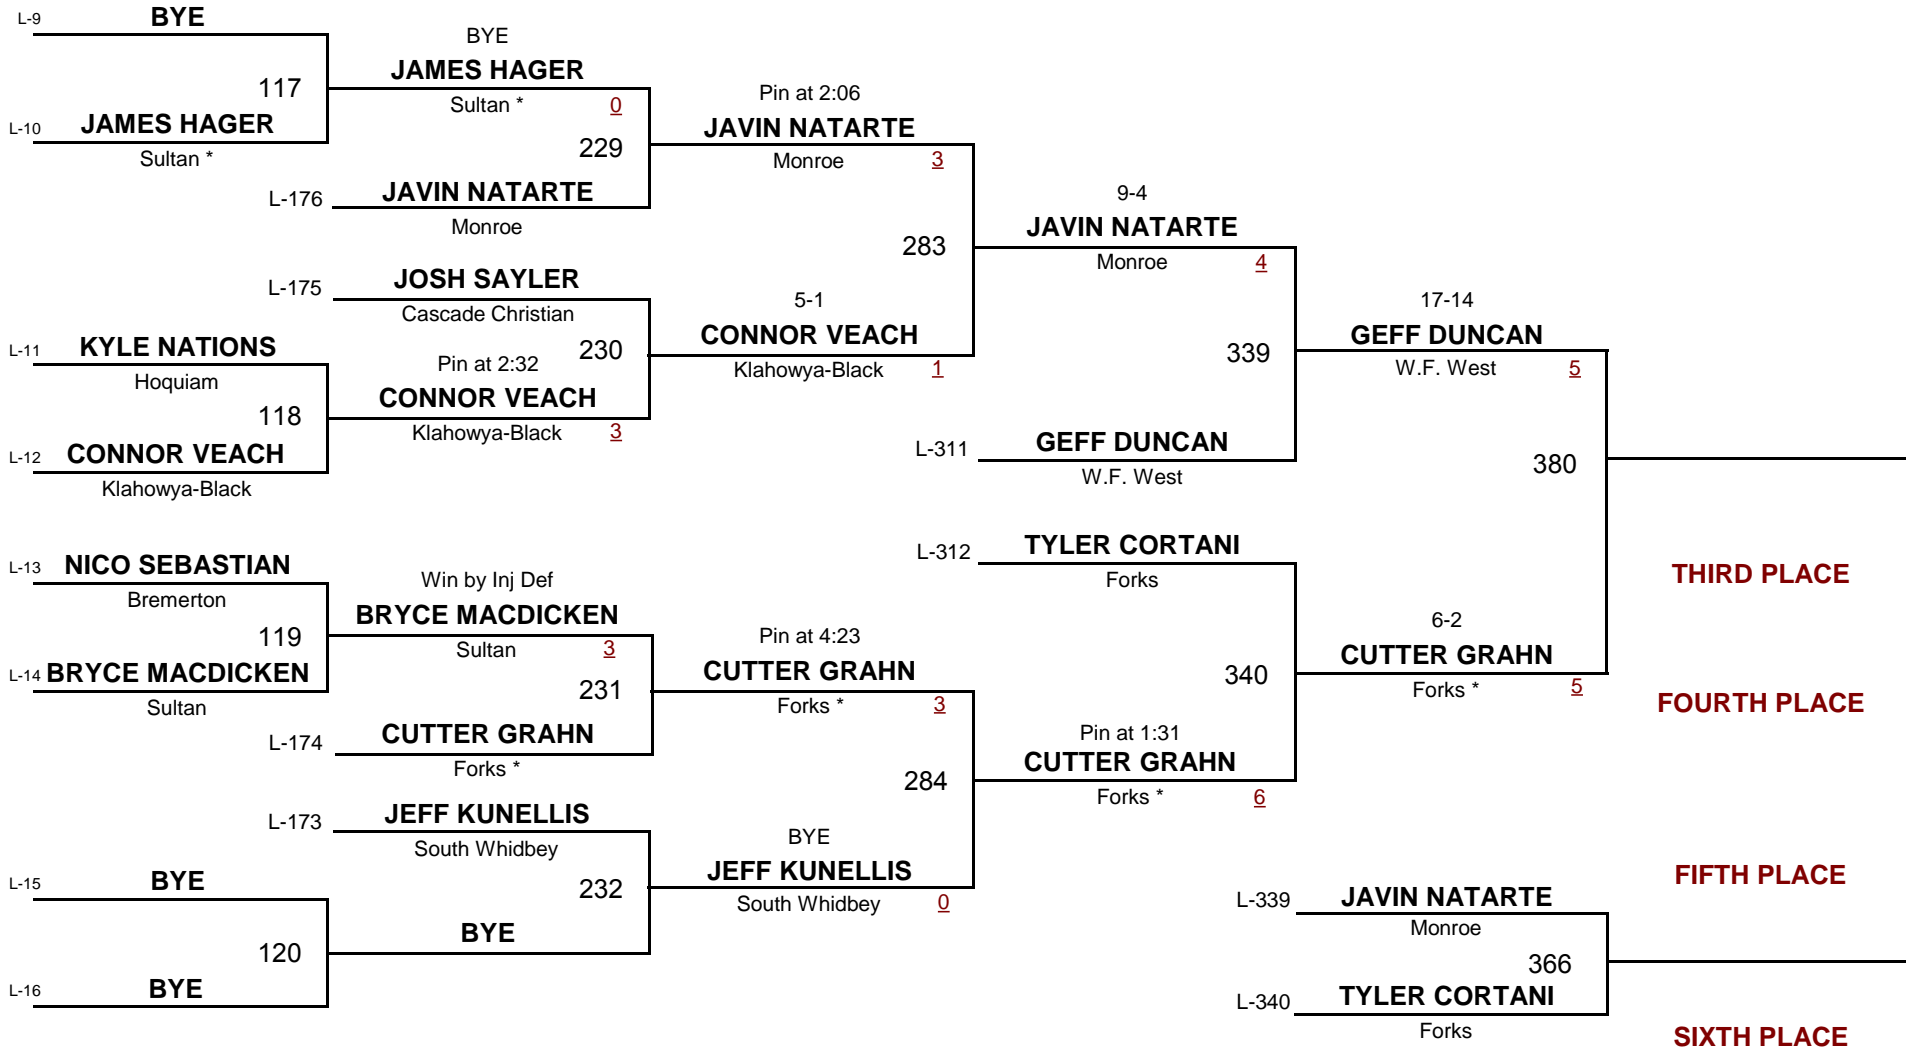 L-9 BYE
117
L-10 JAMES HAGER
Sultan *
L-11 KYLE NATIONS
Hoquiam
118
L-12 CONNOR VEACH
Klahowya-Black
L-13 NICO SEBASTIAN
Bremerton
119
L-14 BRYCE MACDICKEN
Sultan
L-15 BYE
120
L-16 BYE
BYE
JAMES HAGER
Sultan * 0
229
L-176 JAVIN NATARTE
Monroe
L-175 JOSH SAYLER
Cascade Christian
230
Pin at 2:32
CONNOR VEACH
Klahowya-Black 3
Win by Inj Def
BRYCE MACDICKEN
Sultan 3
231
L-174 CUTTER GRAHN
Forks *
L-173 JEFF KUNELLIS
South Whidbey
232
BYE
Pin at 2:06
JAVIN NATARTE
Monroe 3
283
5-1
CONNOR VEACH
Klahowya-Black 1
Pin at 4:23
CUTTER GRAHN
Forks * 3
284
BYE
JEFF KUNELLIS
South Whidbey 0
9-4
JAVIN NATARTE
Monroe 4
339
L-311 GEFF DUNCAN
W.F. West
L-312 TYLER CORTANI
Forks
340
Pin at 1:31
CUTTER GRAHN
Forks * 6
17-14
GEFF DUNCAN
W.F. West 5
380
6-2
CUTTER GRAHN
Forks * 5
L-339 JAVIN NATARTE
Monroe
366
L-340 TYLER CORTANI
Forks
THIRD PLACE
FOURTH PLACE
FIFTH PLACE
SIXTH PLACE